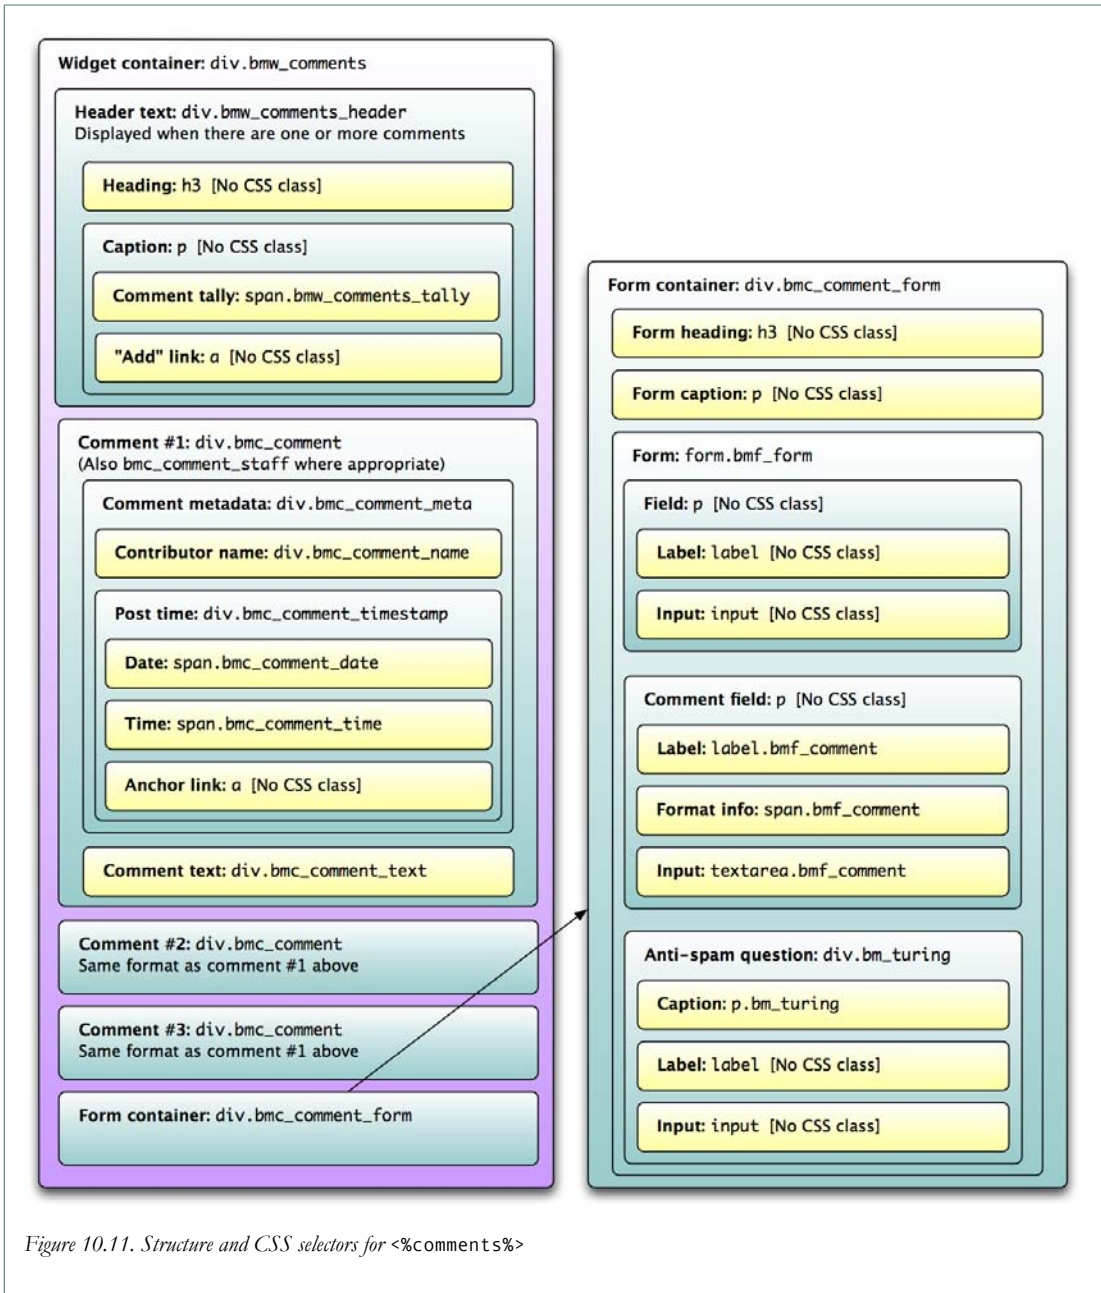 Widget container: div.bmw_comments
Header text: div.bmw_comments_header
Displayed when there are one or more comments
Heading: h3 [No CSS class]
Caption: p [No CSS class]
Comment tally: span.bmw_comments_tally
"Add" link: a [No CSS class]
Comment #1: div.bmc_comment
(Also bmc_comment_staff where appropriate)
Comment metadata: div.bmc_comment_meta
Contributor name: div.bmc_comment_name
Post time: div.bmc_comment_timestamp
Date: span.bmc_comment_date
Time: span.bmc_comment_time
Anchor link: a [No CSS class]
Comment text: div.bmc_comment_text
Comment #2: div.bmc_comment
Same format as comment #1 above
Comment #3: div.bmc_comment
Same format as comment #1 above
Form container: div.bmc_comment_form
Form container: div.bmc_comment_form
Form heading: h3 [No CSS class]
Form caption: p [No CSS class]
Form: form.bmf_form
Field: p [No CSS class]
Label: label [No CSS class]
Input: input [No CSS class]
Comment field: p [No CSS class]
Label: label.bmf_comment
Format info: span.bmf_comment
Input: textarea.bmf_comment
Anti-spam question: div.bm_turing
Caption: p.bm_turing
Label: label [No CSS class]
Input: input [No CSS class]
Figure 10.11. Structure and CSS selectors for <%comments%>